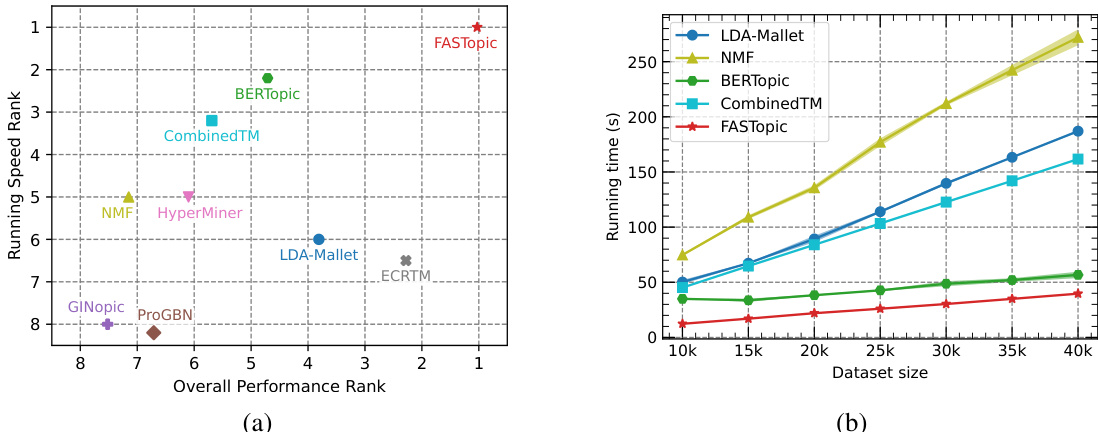 Running Speed Rank
1
2
3
4
5
6
7
8
FASTopic
BERTopic
CombinedTM
NMF
HyperMiner
LDA-Mallet
ECRTM
GINopic
ProGBN
8 7 6 5 4 3 2 1
Overall Performance Rank
(a)
Running time (s)
250
200
150
100
50
0
LDA-Mallet
NMF
BERTopic
CombinedTM
FASTopic
10k 15k 20k 25k 30k 35k 40k
Dataset size
(b)